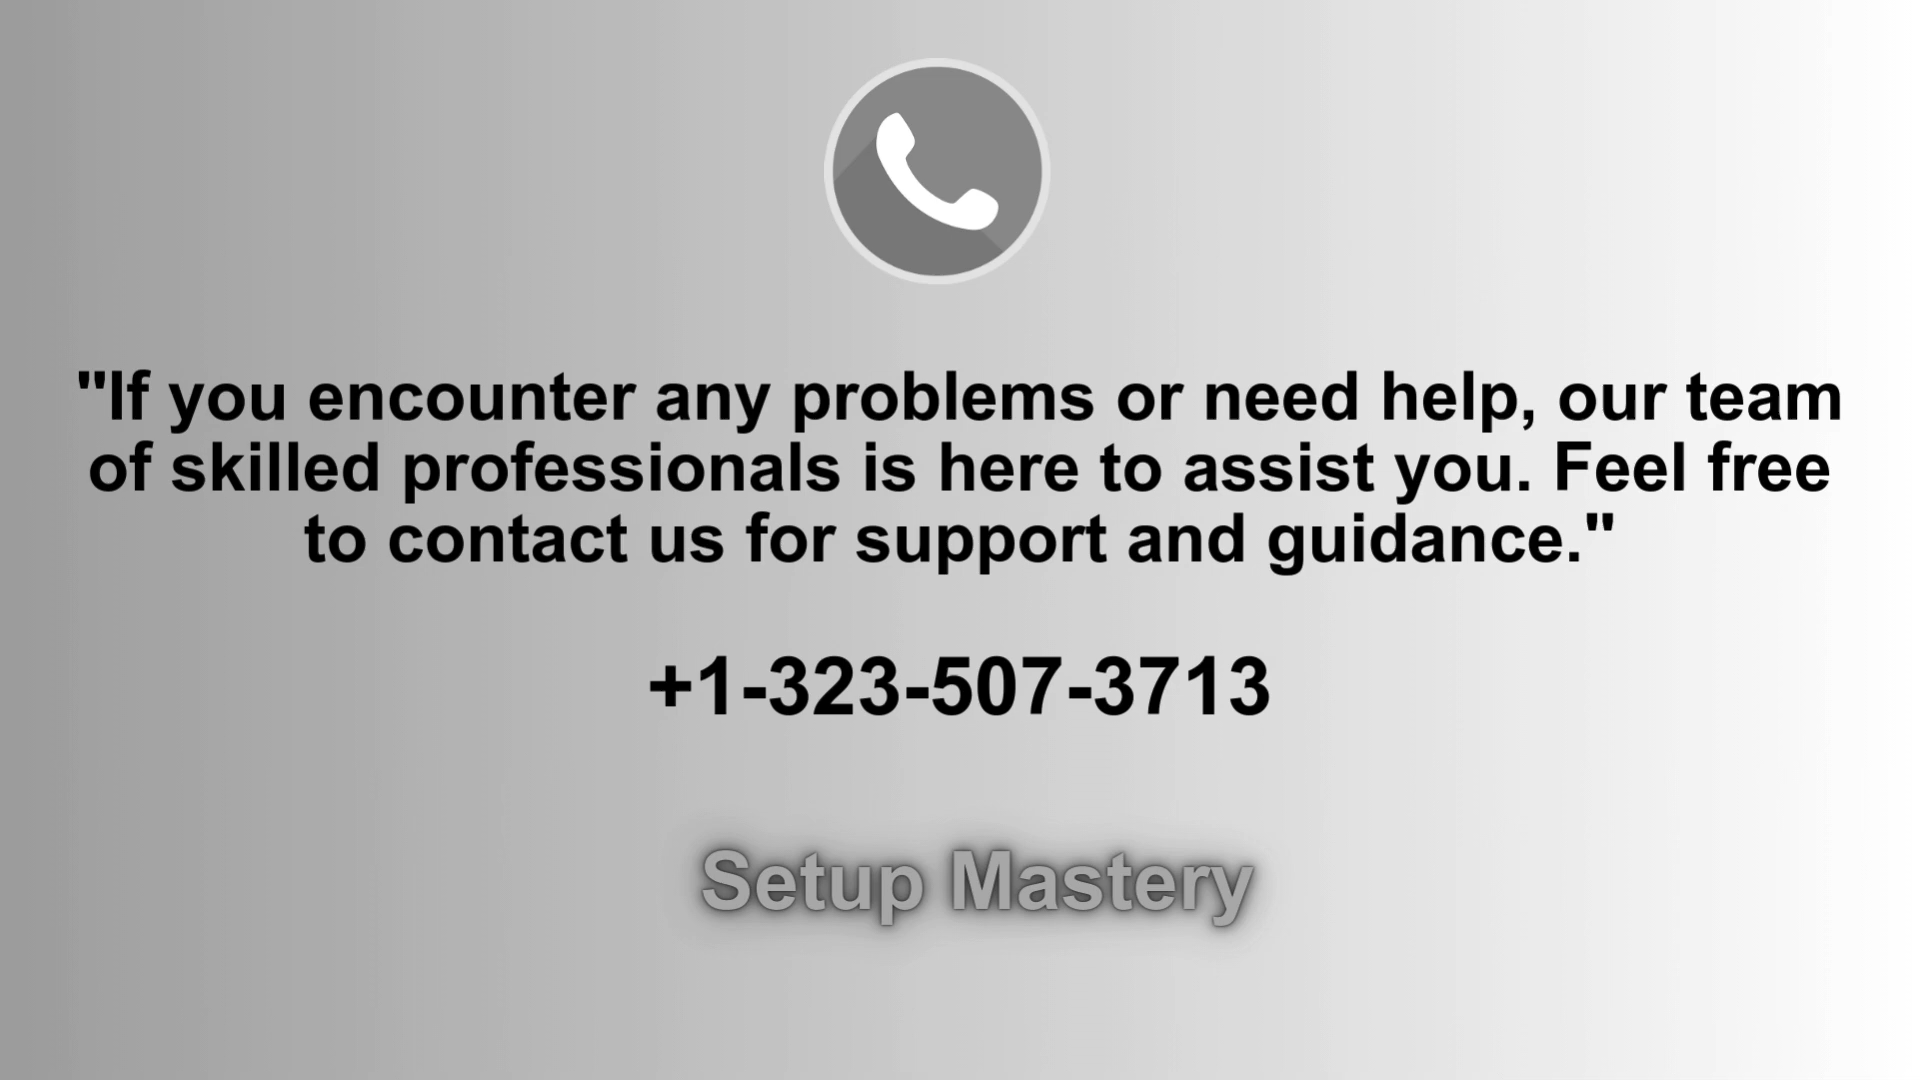 "If you encounter any problems or need help, our team
of skilled professionals is here to assist you. Feel free
to contact us for support and guidance."
+1-323-507-3713
Setup Mastery